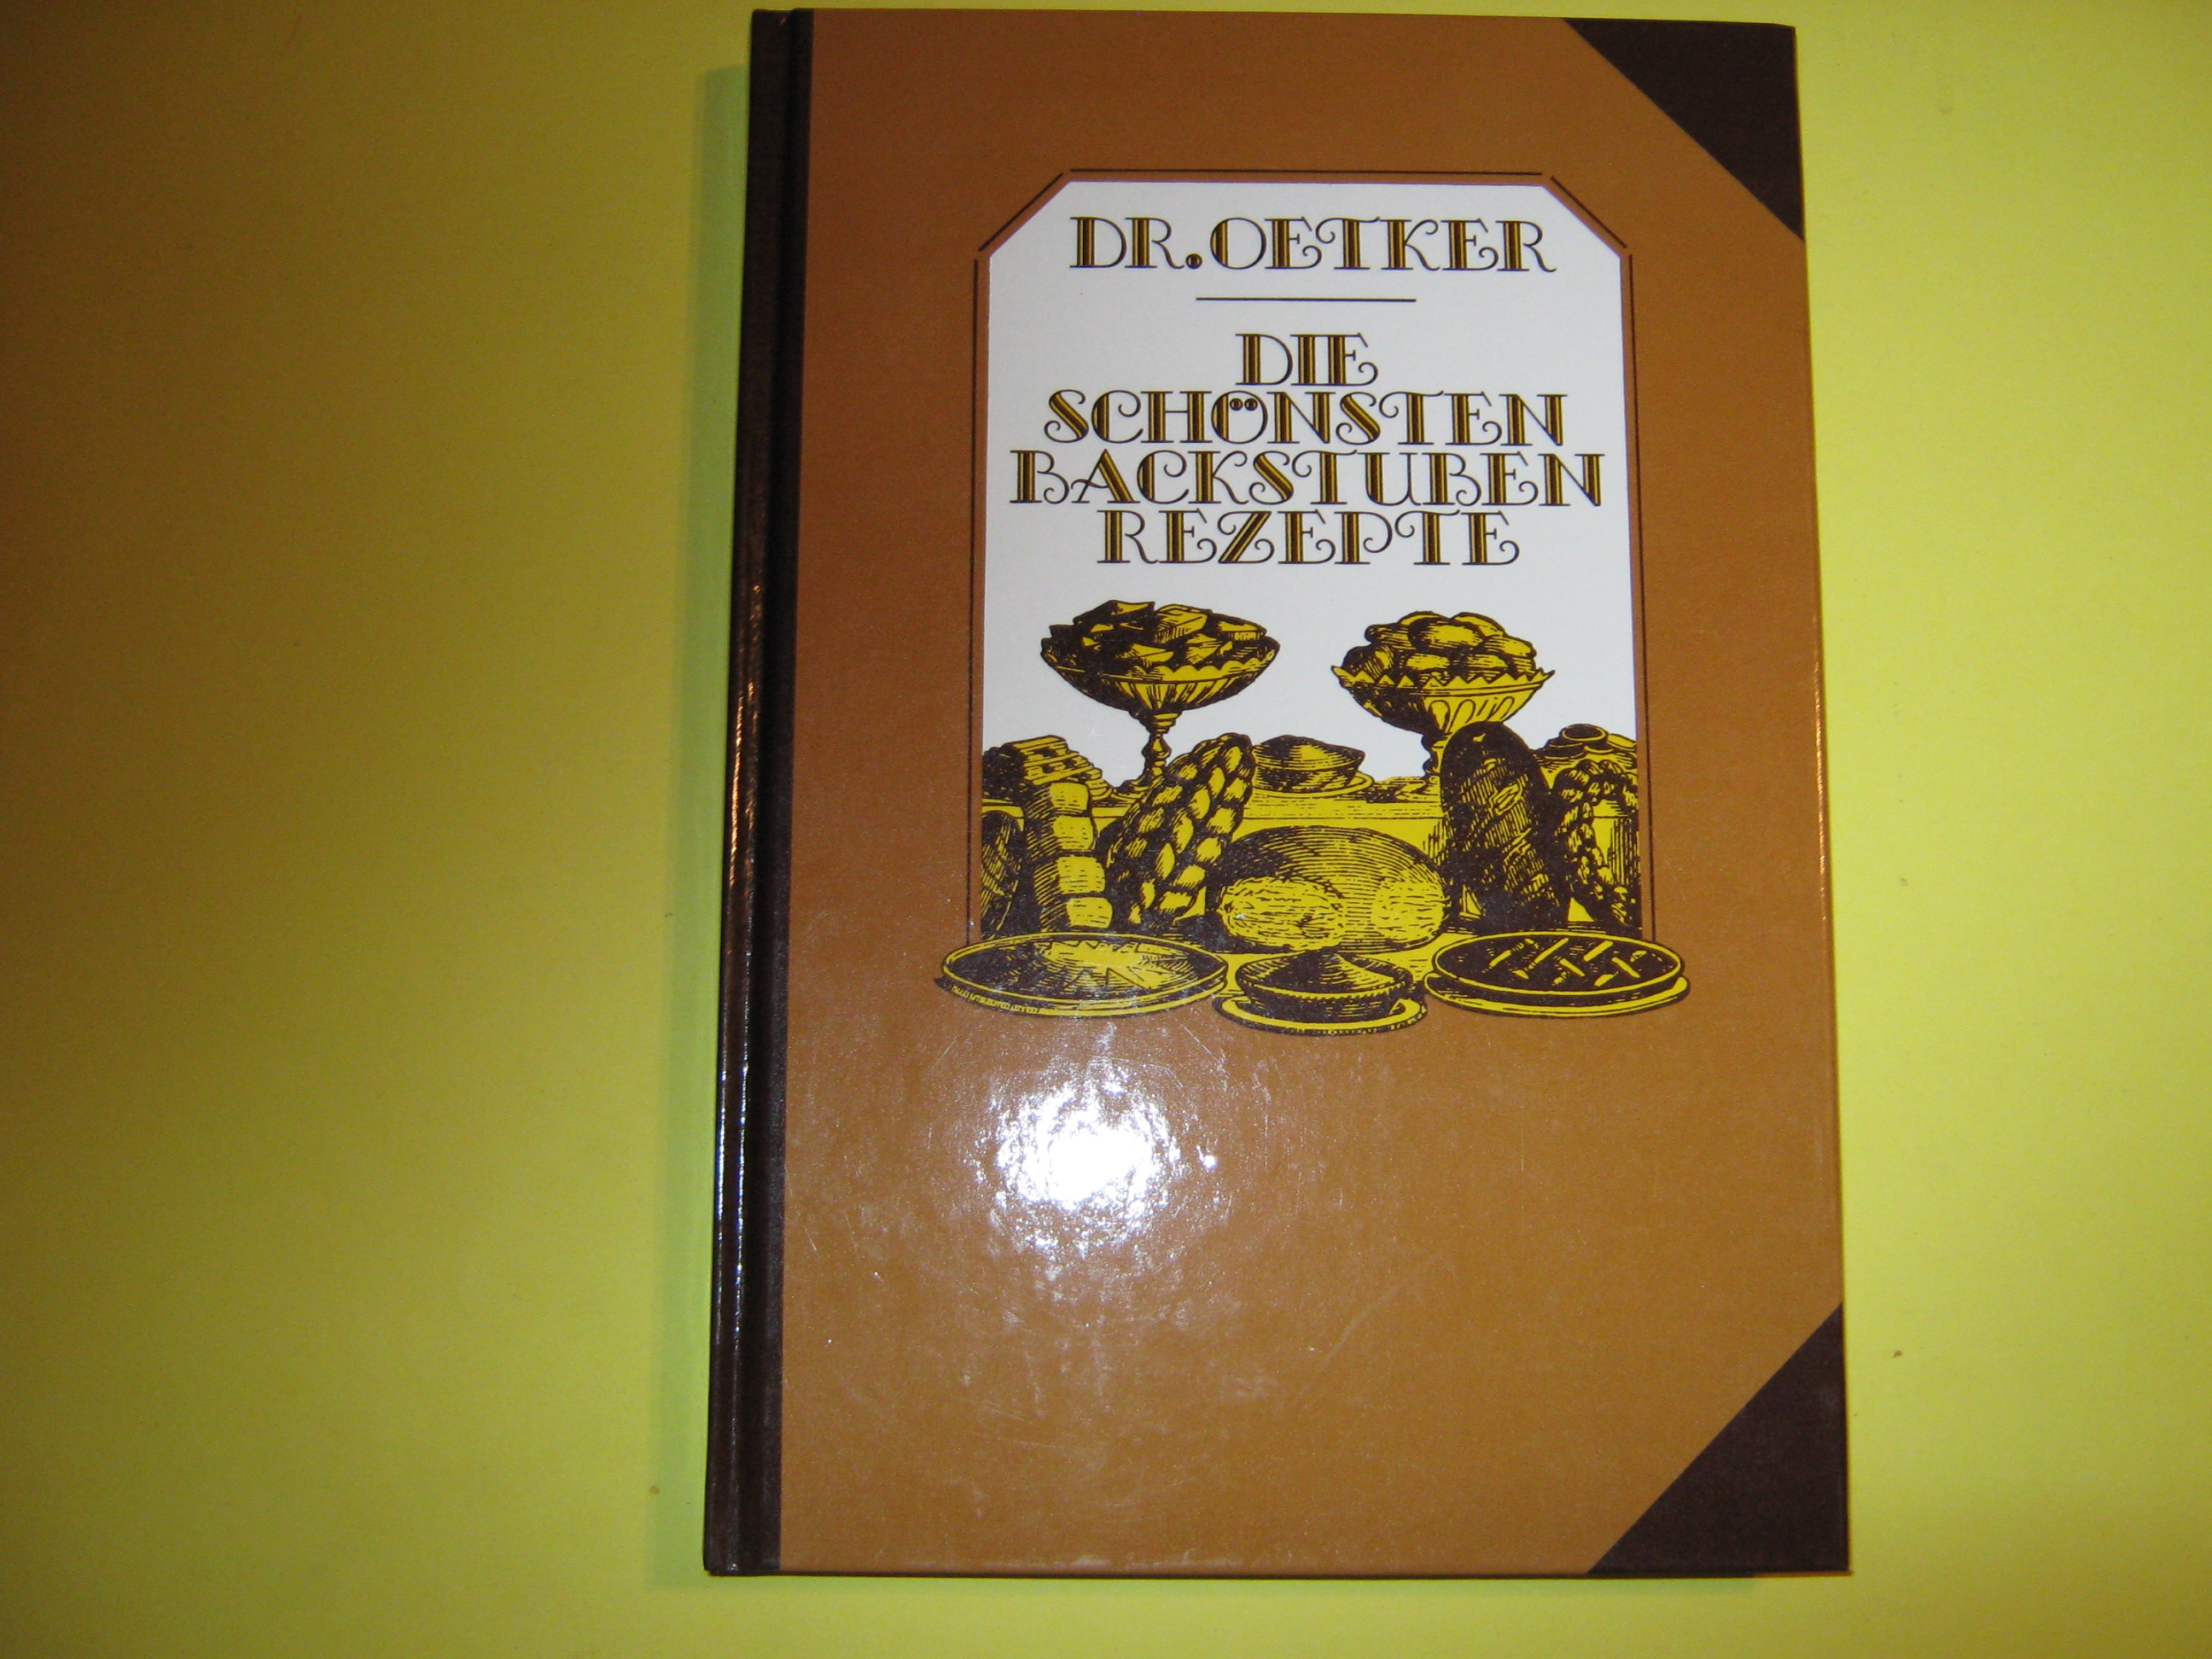 DR. OETKER
DIE
SCHÖNSTEN
BACKSTUBEN
REZEPTE